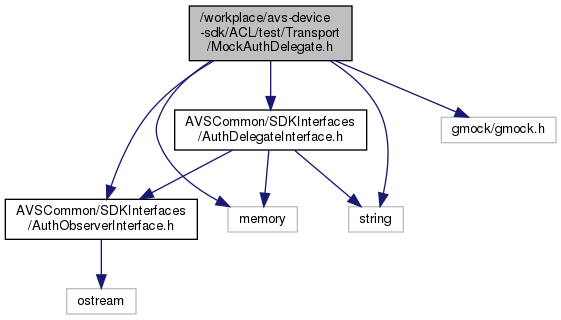 /workplace/avs-device
-sdk/ACL/test/Transport
/MockAuthDelegate.h
AVSCommon/SDKInterfaces
/AuthDelegateInterface.h
gmock/gmock.h
AVSCommon/SDKInterfaces
/AuthObserverInterface.h
memory
string
ostream